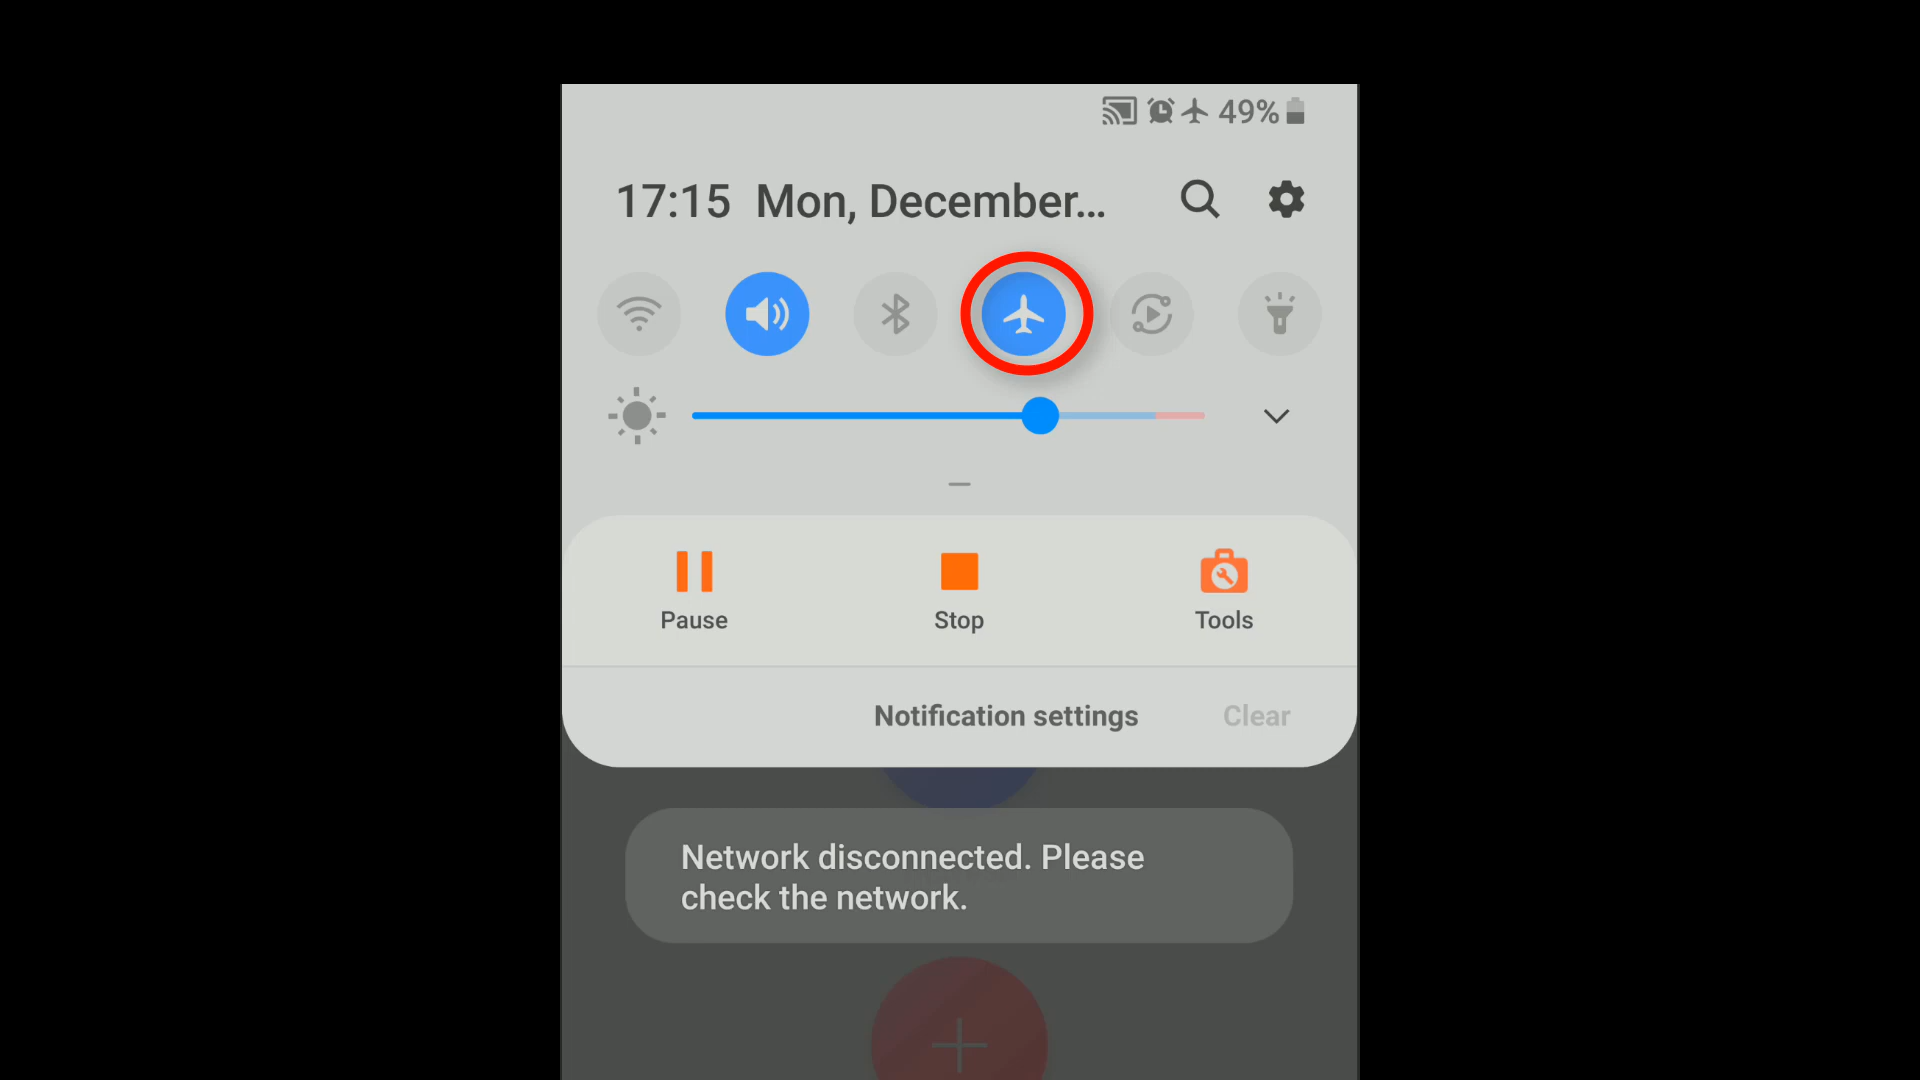 49%
17:15 Mon, December...
Pause Stop Tools
Notification settings Clear
Network disconnected. Please
check the network.